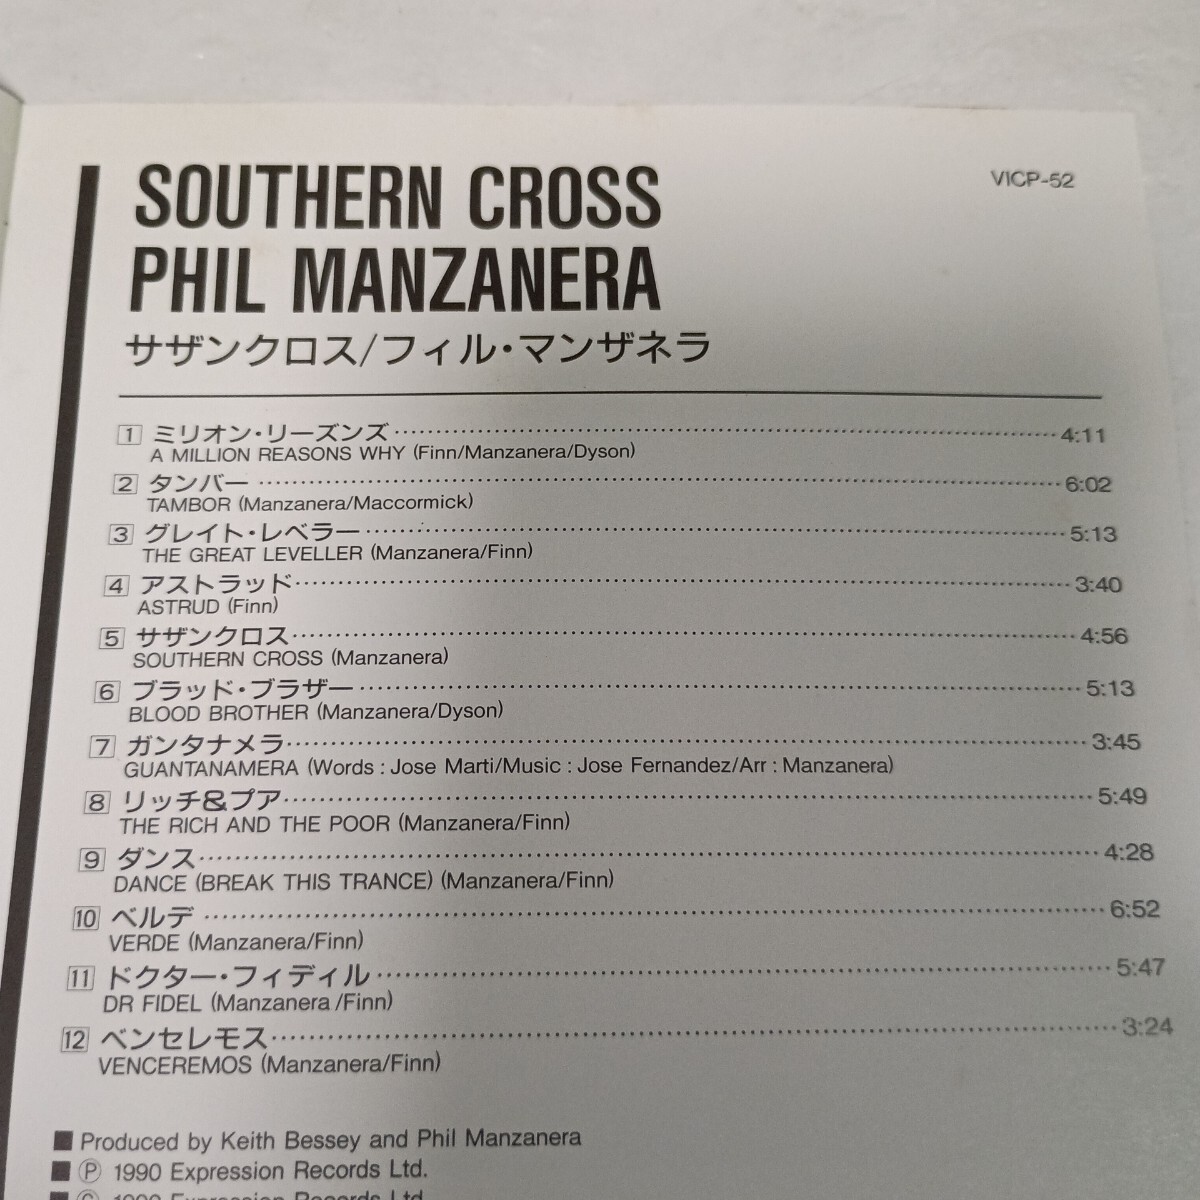 SOUTHERN CROSS
VICP-52
PHIL MANZANERA
サザンクロス/フィル・マンザネラ
1 ミリオン・リーズンズ 4:11
A MILLION REASONS WHY (Finn/Manzanera/Dyson)
2 タンバー 6:02
TAMBOR (Manzanera/Maccormick)
3 グレイト・レベラー 5:13
THE GREAT LEVELLER (Manzanera/Finn)
4 アストラッド 3:40
ASTRUD (Finn)
5 サザンクロス 4:56
SOUTHERN CROSS (Manzanera)
6 ブラッド・ブラザー 5:13
BLOOD BROTHER (Manzanera/Dyson)
7 ガンタナメラ 3:45
GUANTANAMERA (Words : Jose Marti/Music : Jose Fernandez/Arr : Manzanera)
8 リッチ&プア 5:49
THE RICH AND THE POOR (Manzanera/Finn)
9 ダンス 4:28
DANCE (BREAK THIS TRANCE) (Manzanera/Finn)
10 ベルデ 6:52
VERDE (Manzanera/Finn)
11 ドクター・フィディル 5:47
DR FIDEL (Manzanera /Finn)
12 ベンセレモス 3:24
VENCEREMOS (Manzanera/Finn)
■ Produced by Keith Bessey and Phil Manzanera
■ Ⓟ 1990 Expression Records Ltd.
■ Ⓒ 1990 Expression Records Ltd.